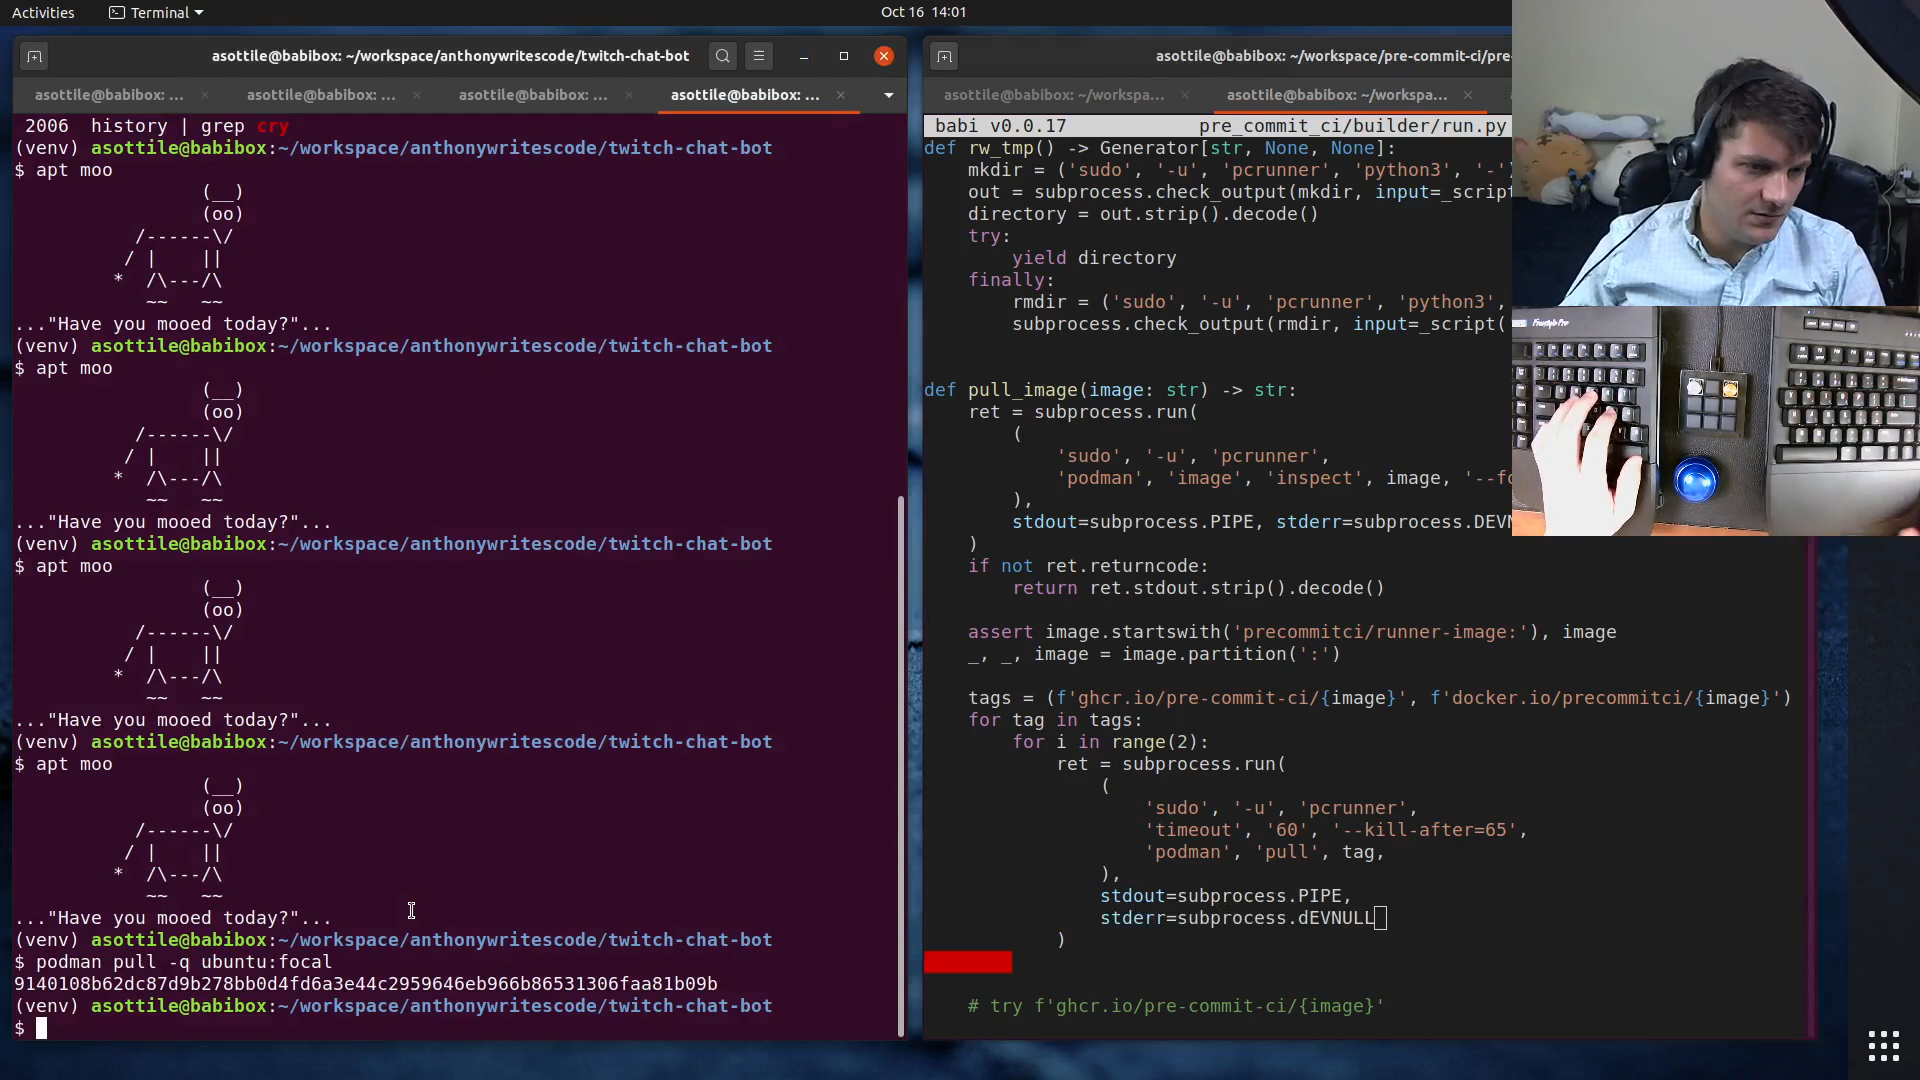 Activities
Terminal
Oct 16 14:01
asottile@babibox: ~/workspace/anthonywritescode/twitch-chat-bot
asottile@babibox: ...
asottile@babibox: ...
asottile@babibox: ...
asottile@babibox: ...
2006 history | grep cry
(venv) asottile@babibox:~/workspace/anthonywritescode/twitch-chat-bot
$ apt moo
(__)
(oo)
/------\/
/ |    ||
*  /\---/\
~~   ~~
..."Have you mooed today?"...
(venv) asottile@babibox:~/workspace/anthonywritescode/twitch-chat-bot
$ apt moo
(__)
(oo)
/------\/
/ |    ||
*  /\---/\
~~   ~~
..."Have you mooed today?"...
(venv) asottile@babibox:~/workspace/anthonywritescode/twitch-chat-bot
$ apt moo
(__)
(oo)
/------\/
/ |    ||
*  /\---/\
~~   ~~
..."Have you mooed today?"...
(venv) asottile@babibox:~/workspace/anthonywritescode/twitch-chat-bot
$ apt moo
(__)
(oo)
/------\/
/ |    ||
*  /\---/\
~~   ~~
..."Have you mooed today?"...
(venv) asottile@babibox:~/workspace/anthonywritescode/twitch-chat-bot
$ podman pull -q ubuntu:focal
9140108b62dc87d9b278bb0d4fd6a3e44c2959646eb966b86531306faa81b09b
(venv) asottile@babibox:~/workspace/anthonywritescode/twitch-chat-bot
$
asottile@babibox: ~/workspace/pre-commit-ci/pre-
asottile@babibox: ~/workspa...
asottile@babibox: ~/workspa...
babi v0.0.17 pre_commit_ci/builder/run.py
def rw_tmp() -> Generator[str, None, None]:
mkdir = ('sudo', '-u', 'pcrunner', 'python3', '-')
out = subprocess.check_output(mkdir, input=_script
directory = out.strip().decode()
try:
yield directory
finally:
rmdir = ('sudo', '-u', 'pcrunner', 'python3',
subprocess.check_output(rmdir, input=_script(
def pull_image(image: str) -> str:
ret = subprocess.run(
(
'sudo', '-u', 'pcrunner',
'podman', 'image', 'inspect', image, '--fo
),
stdout=subprocess.PIPE, stderr=subprocess.DEVN
)
if not ret.returncode:
return ret.stdout.strip().decode()
assert image.startswith('precommitci/runner-image:'), image
_, _, image = image.partition(':')
tags = (f'ghcr.io/pre-commit-ci/{image}', f'docker.io/precommitci/{image}')
for tag in tags:
for i in range(2):
ret = subprocess.run(
(
'sudo', '-u', 'pcrunner',
'timeout', '60', '--kill-after=65',
'podman', 'pull', tag,
),
stdout=subprocess.PIPE,
stderr=subprocess.dEVNULL
)
# try f'ghcr.io/pre-commit-ci/{image}'
Freestyle Pro